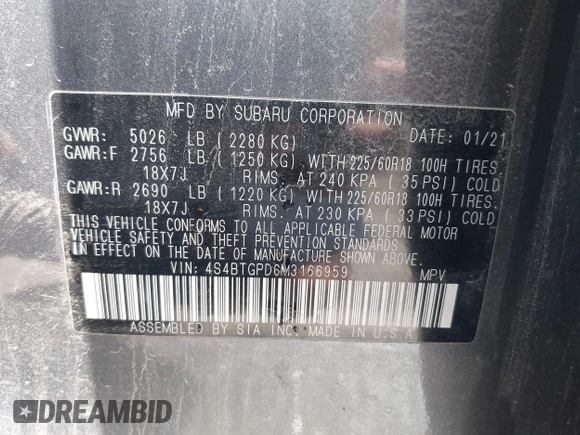 MFD BY SUBARU CORPORATION
GVWR: 5026 LB (2280 KG) DATE: 01/21
GAWR:F 2756 LB (1250 KG) WITH 225/60R18 100H TIRES.
18X7J RIMS. AT 240 KPA (35 PSI) COLD
GAWR:R 2690 LB (1220 KG) WITH 225/60R18 100H TIRES.
18X7J RIMS. AT 230 KPA (33 PSI) COLD
THIS VEHICLE CONFORMS TO ALL APPLICABLE FEDERAL MOTOR
VEHICLE SAFETY AND THEFT PREVENTION STANDARDS
IN EFFECT ON THE DATE OF MANUFACTURE SHOWN ABOVE.
VIN: 4S4BTGPD6M3166959 MPV
ASSEMBLED BY SIA INC. MADE IN U.S.A.
DREAMBID